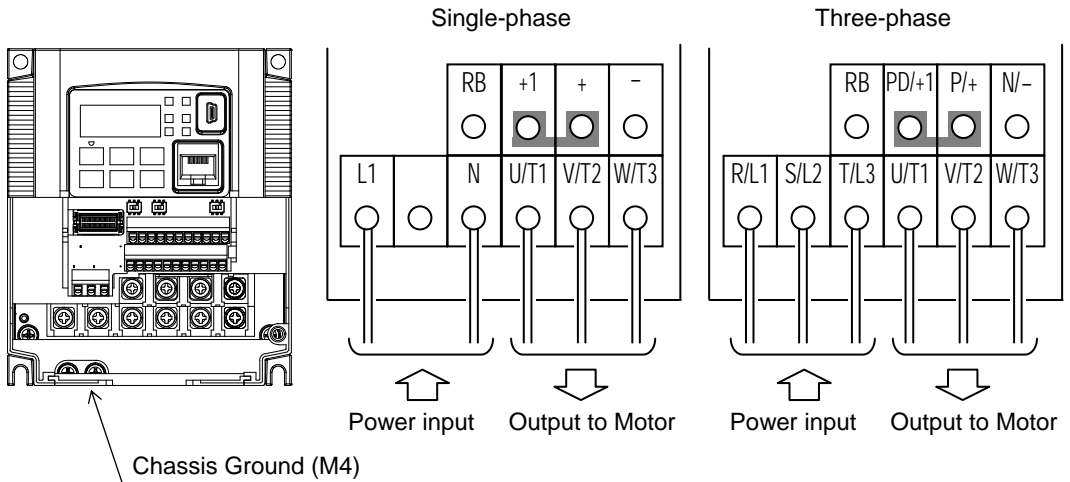 Single-phase
Three-phase
RB +1 + −
L1 N U/T1 V/T2 W/T3
RB PD/+1 P/+ N/−
R/L1 S/L2 T/L3 U/T1 V/T2 W/T3
Power input
Output to Motor
Power input
Output to Motor
Chassis Ground (M4)